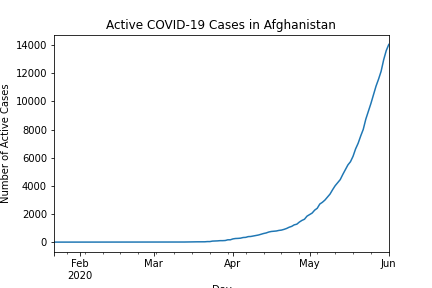 Active COVID-19 Cases in Afghanistan
Number of Active Cases
14000
12000
10000
8000
6000
4000
2000
0
Feb
2020
Mar
Apr
May
Jun